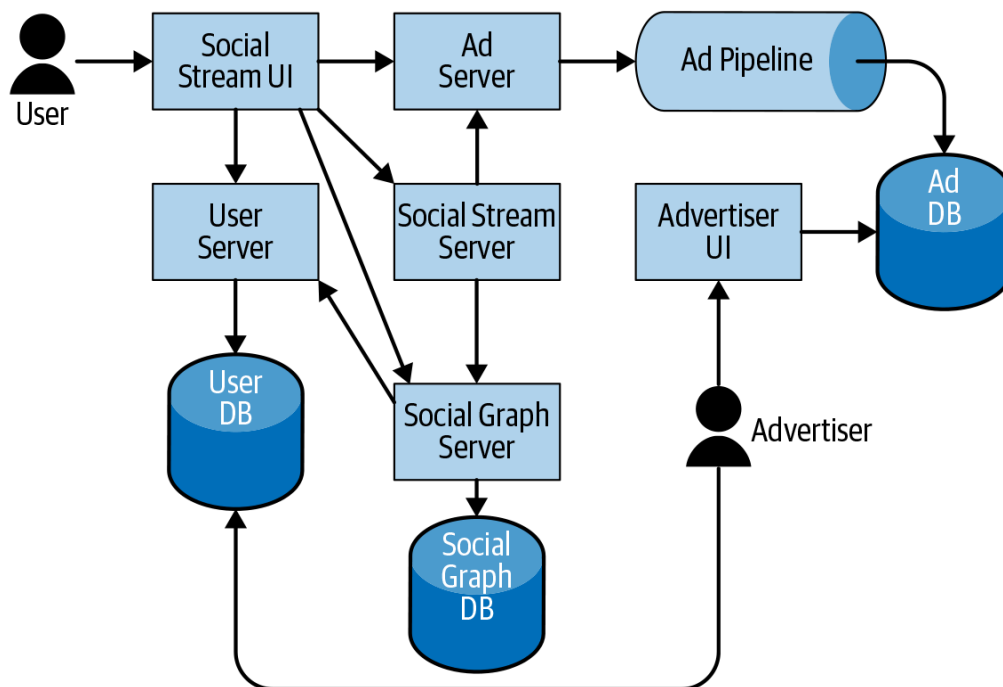 Social
Stream UI
Ad
Server
Ad Pipeline
User
User
Server
Social Stream
Server
Advertiser
UI
Ad
DB
User
DB
Social Graph
Server
Advertiser
Social
Graph
DB